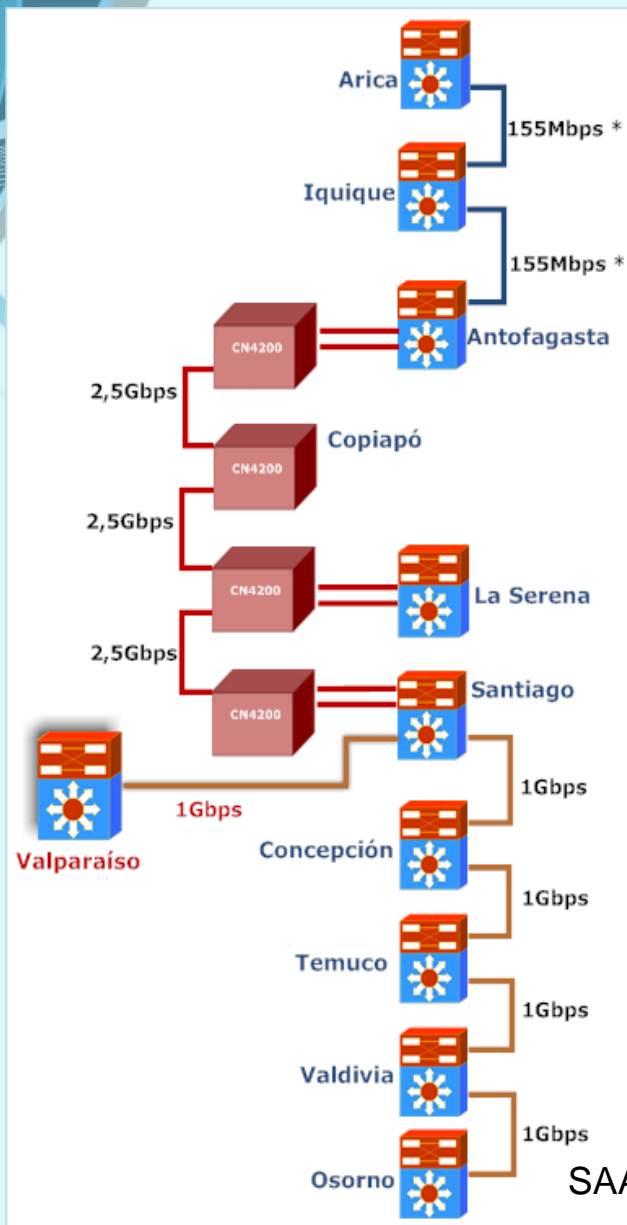 Arica
155Mbps *
Iquique
155Mbps *
CN4200
Antofagasta
2,5Gbps
CN4200
Copiapó
2,5Gbps
CN4200
La Serena
2,5Gbps
CN4200
Santiago
1Gbps
1Gbps
Valparaíso
Concepción
1Gbps
Temuco
1Gbps
Valdivia
1Gbps
Osorno
SAA